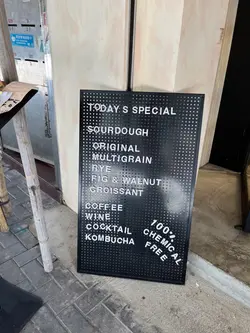 TODAY S SPECIAL
SOURDOUGH
ORIGINAL
MULTIGRAIN
RYE
FIG & WALNUT
CROISSANT
COFFEE
WINE
COCKTAIL
KOMBUCHA
100%
CHEMICAL
FREE